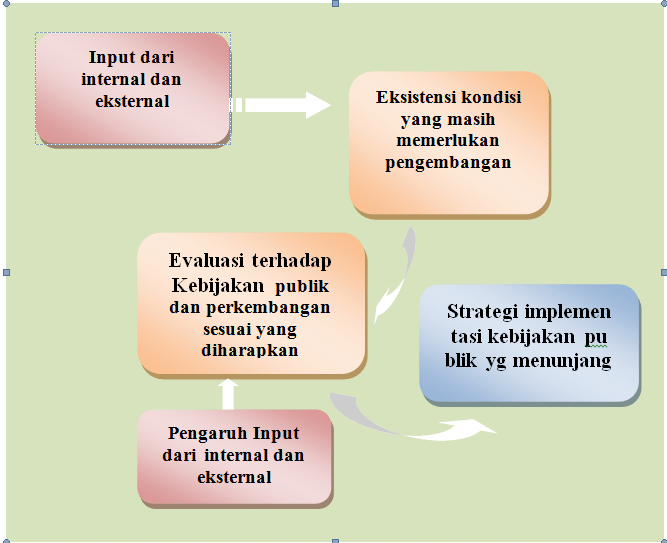 Input dari
internal dan
eksternal
Eksistensi kondisi
yang masih
memerlukan
pengembangan
Evaluasi terhadap
Kebijakan publik
dan perkembangan
sesuai yang
diharapkan
Strategi implemen
tasi kebijakan pu
blik yg menunjang
Pengaruh Input
dari internal dan
eksternal